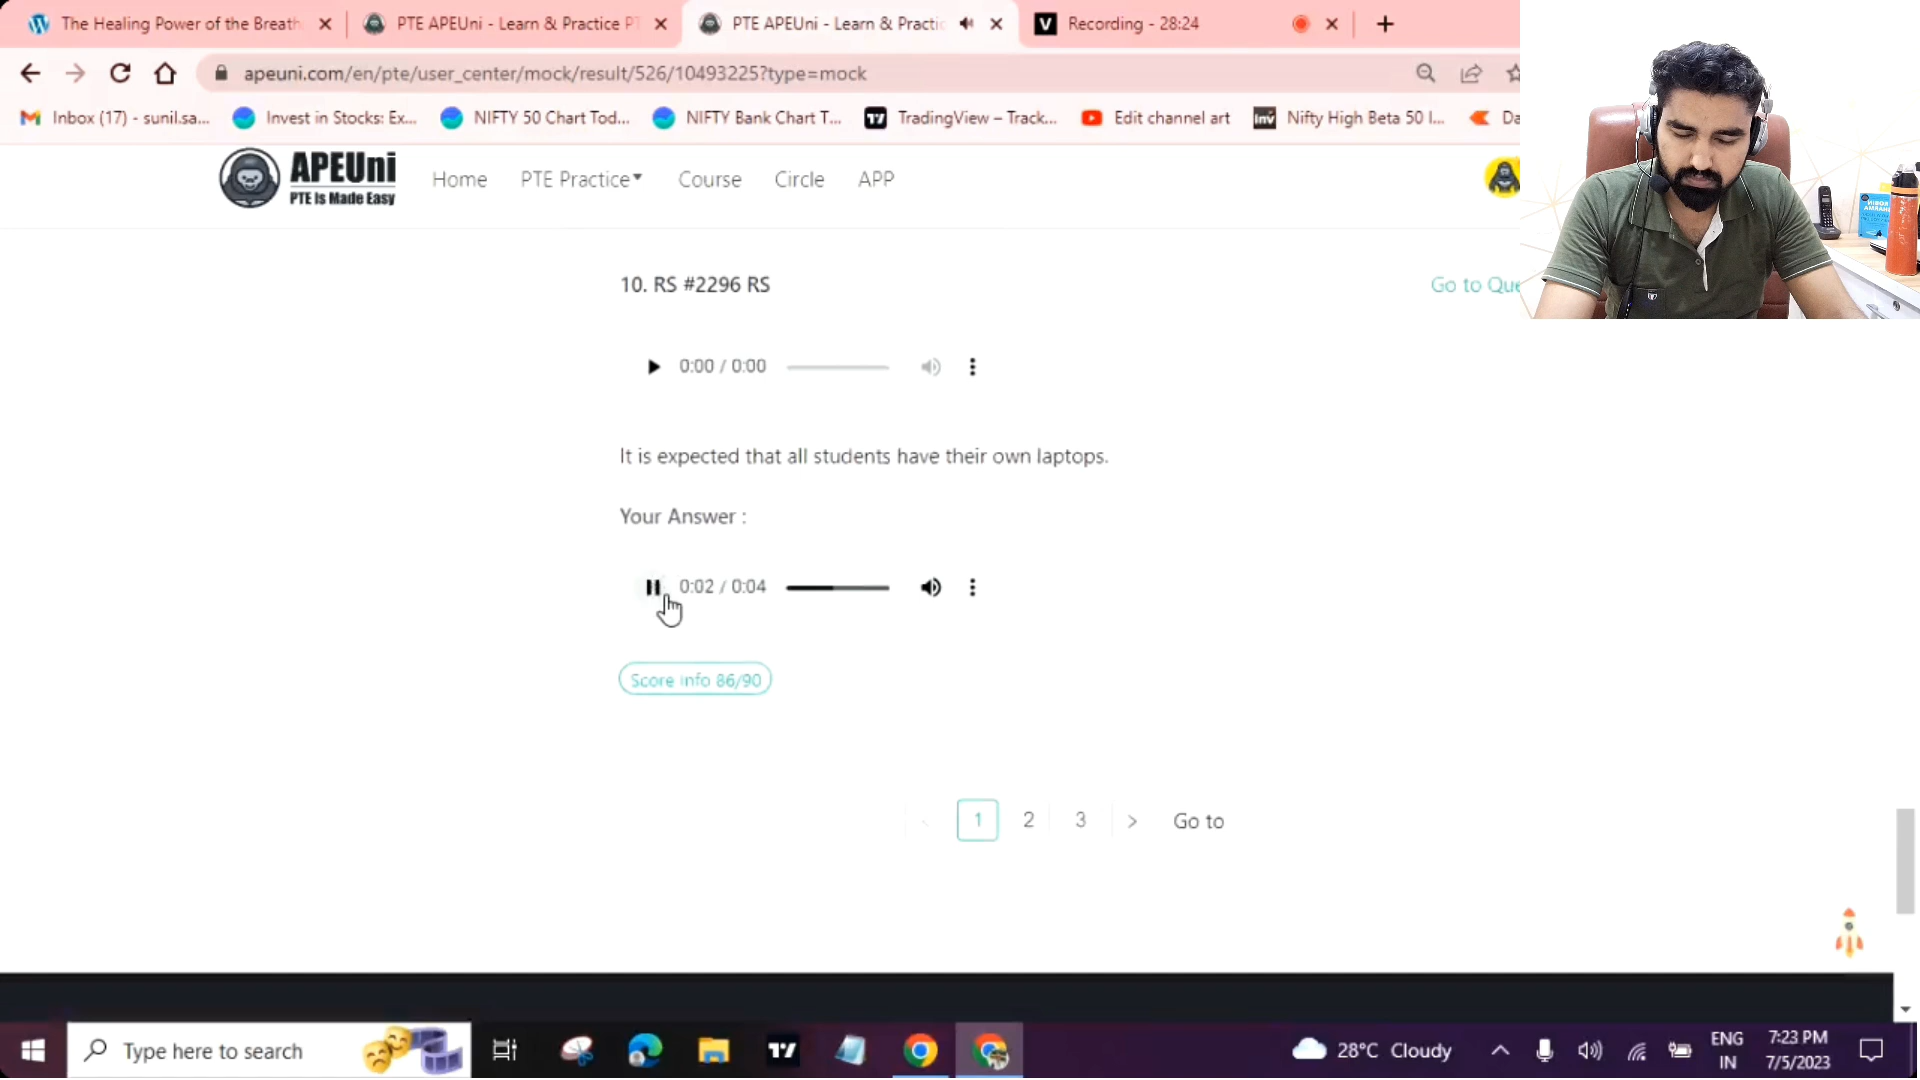 The Healing Power of the Breath
PTE APEUni - Learn & Practice PT
PTE APEUni - Learn & Practic
Recording - 28:24
apeuni.com/en/pte/user_center/mock/result/526/10493225?type=mock
Inbox (17) - sunil.sa...
Invest in Stocks: Ex...
NIFTY 50 Chart Tod...
NIFTY Bank Chart T...
TradingView – Track...
Edit channel art
Inv
Nifty High Beta 50 I...
Da
APEUni
PTE Is Made Easy
Home
PTE Practice
Course
Circle
APP
10. RS #2296 RS
Go to Que
0:00 / 0:00
It is expected that all students have their own laptops.
Your Answer :
0:02 / 0:04
Score Info 86/90
1
2
3
Go to
Type here to search
28°C Cloudy
ENG
IN
7:23 PM
7/5/2023